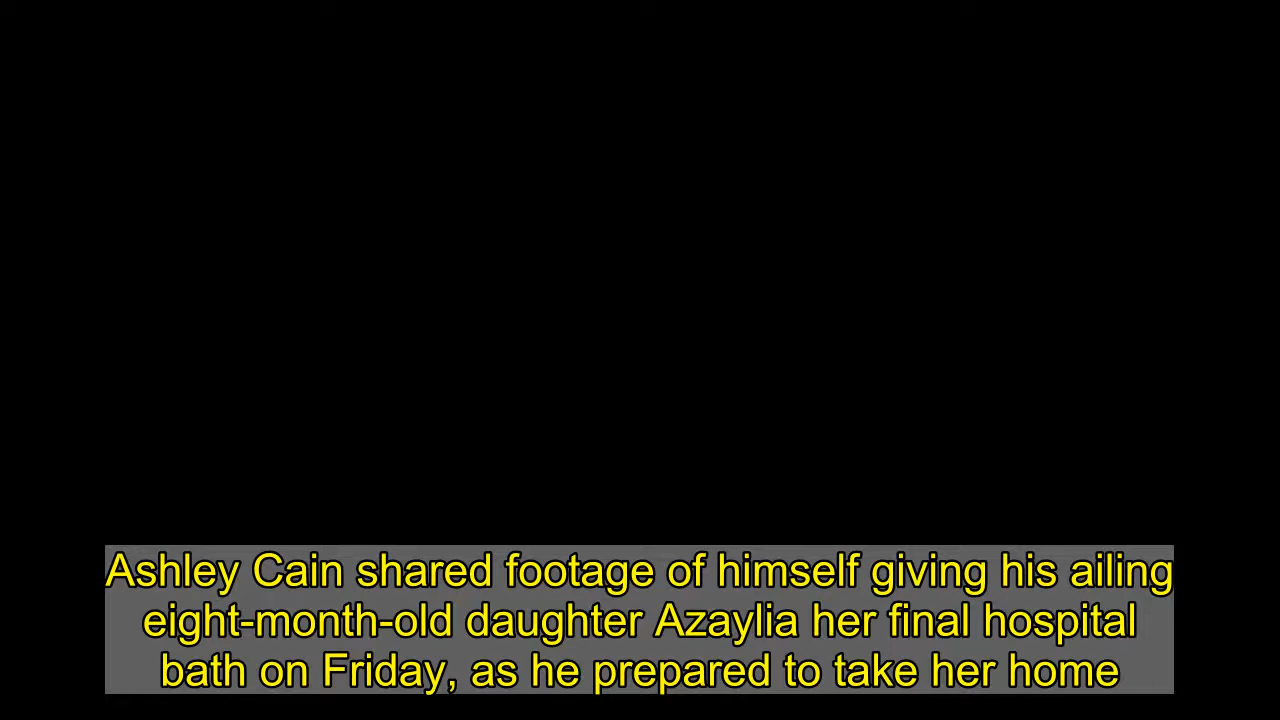 Ashley Cain shared footage of himself giving his ailing
eight-month-old daughter Azaylia her final hospital
bath on Friday, as he prepared to take her home